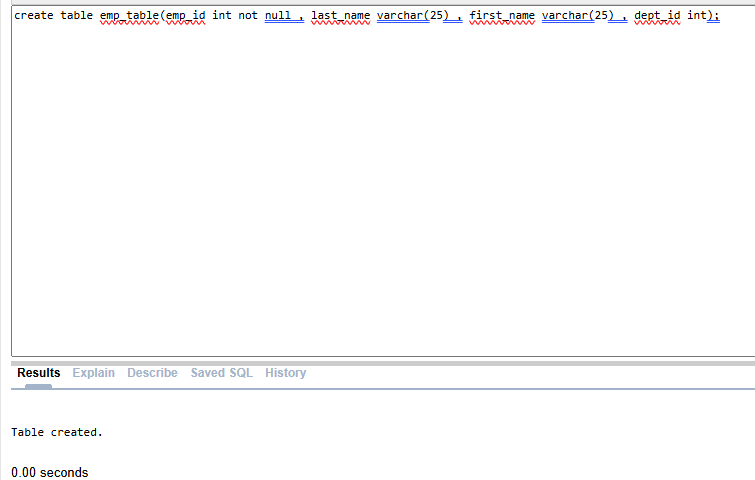 create table emp_table(emp_id int not null , last_name varchar(25) , first_name varchar(25) , dept_id int);
Results Explain Describe Saved SQL History
Table created.
0.00 seconds